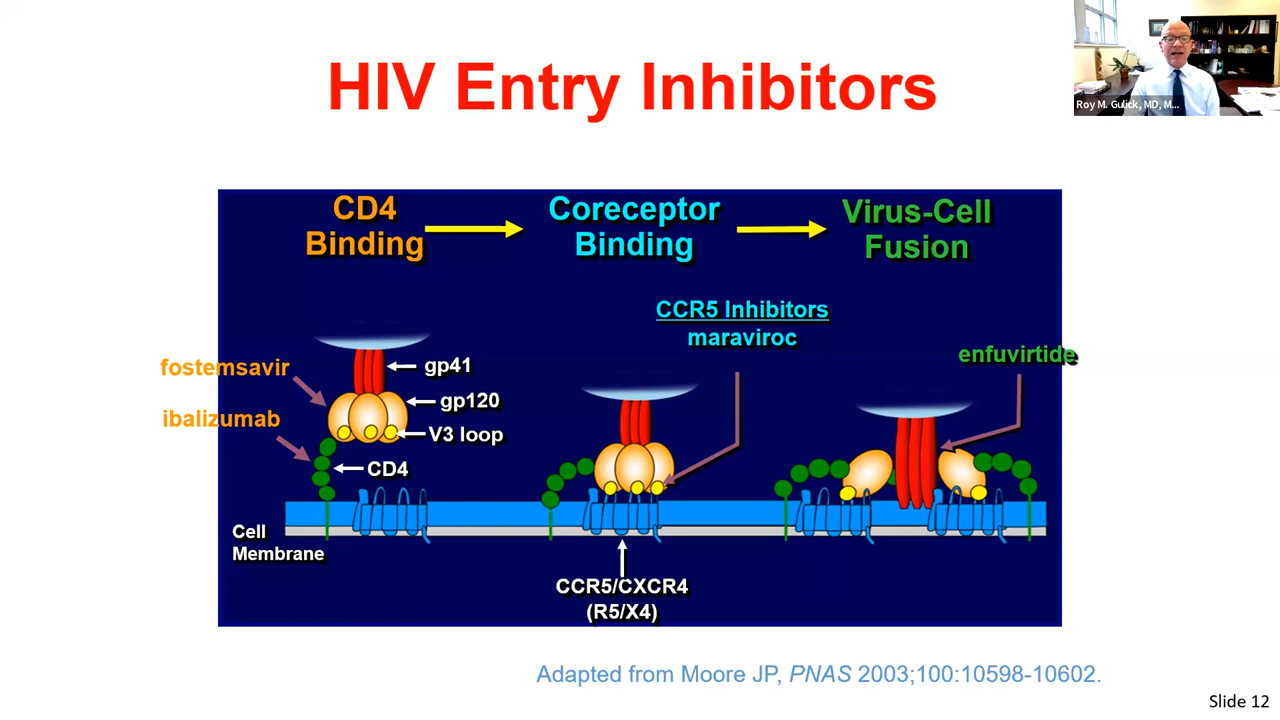 HIV Entry Inhibitors
Roy M. Gulick, MD, M...
CD4
Binding
Coreceptor
Binding
Virus-Cell
Fusion
CCR5 Inhibitors
maraviroc
enfuvirtide
fostemsavir
ibalizumab
gp41
gp120
V3 loop
CD4
Cell
Membrane
CCR5/CXCR4
(R5/X4)
Adapted from Moore JP, PNAS 2003;100:10598-10602.
Slide 12